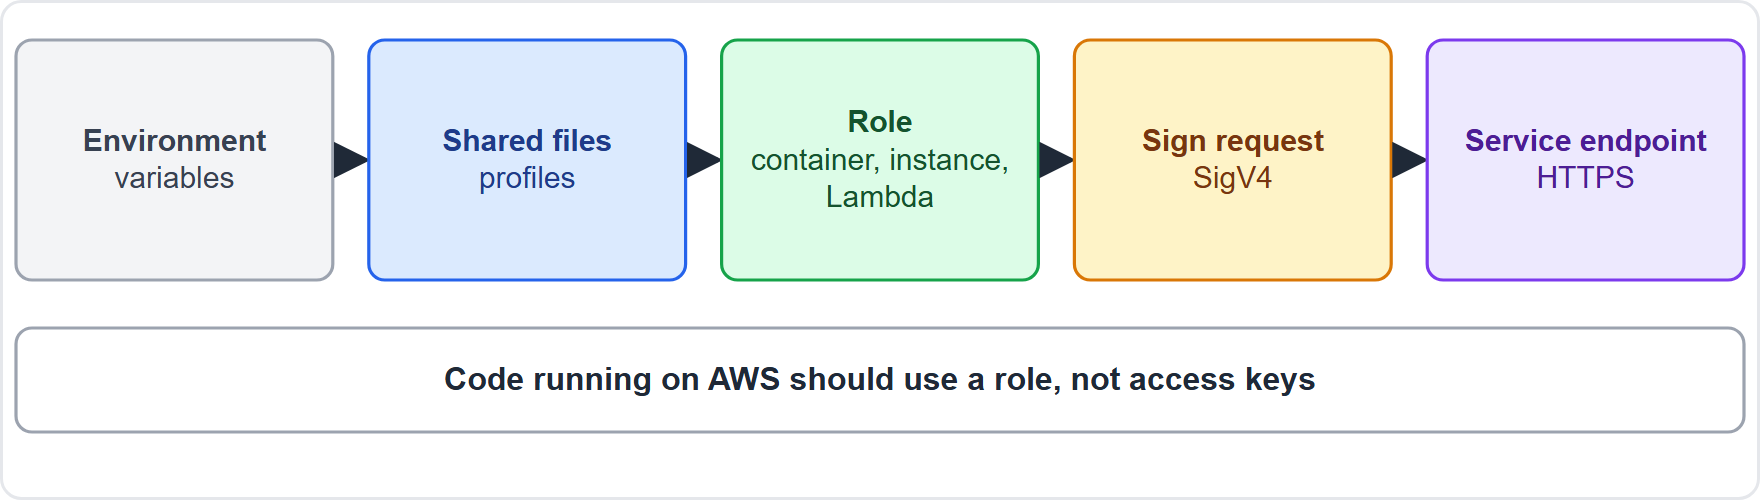 Environment
variables
Shared files
profiles
Role
container, instance,
Lambda
Sign request
SigV4
Service endpoint
HTTPS
Code running on AWS should use a role, not access keys